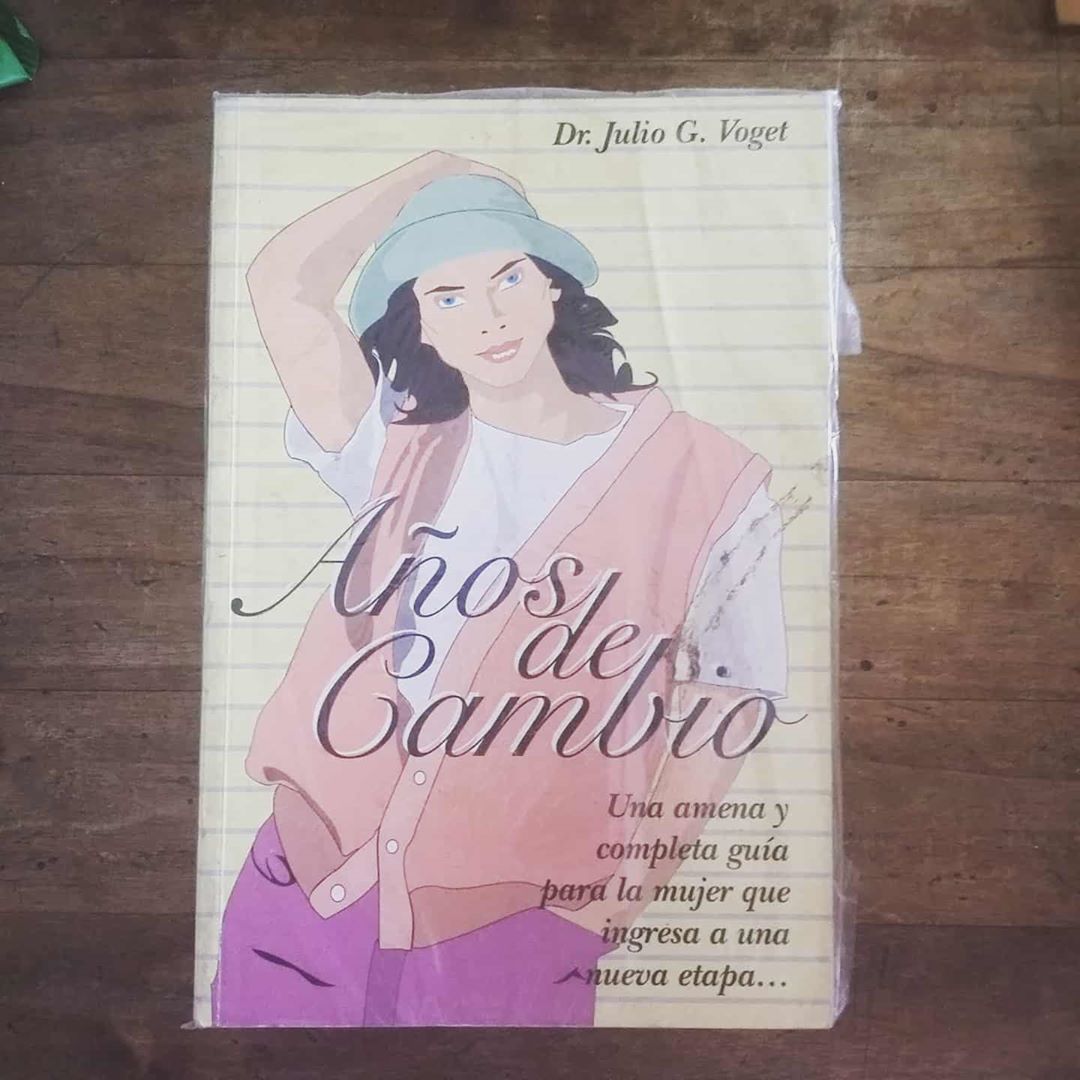 Dr. Julio G. Voget
Años
de
Cambio
Una amena y
completa guía
para la mujer que
ingresa a una
nueva etapa...